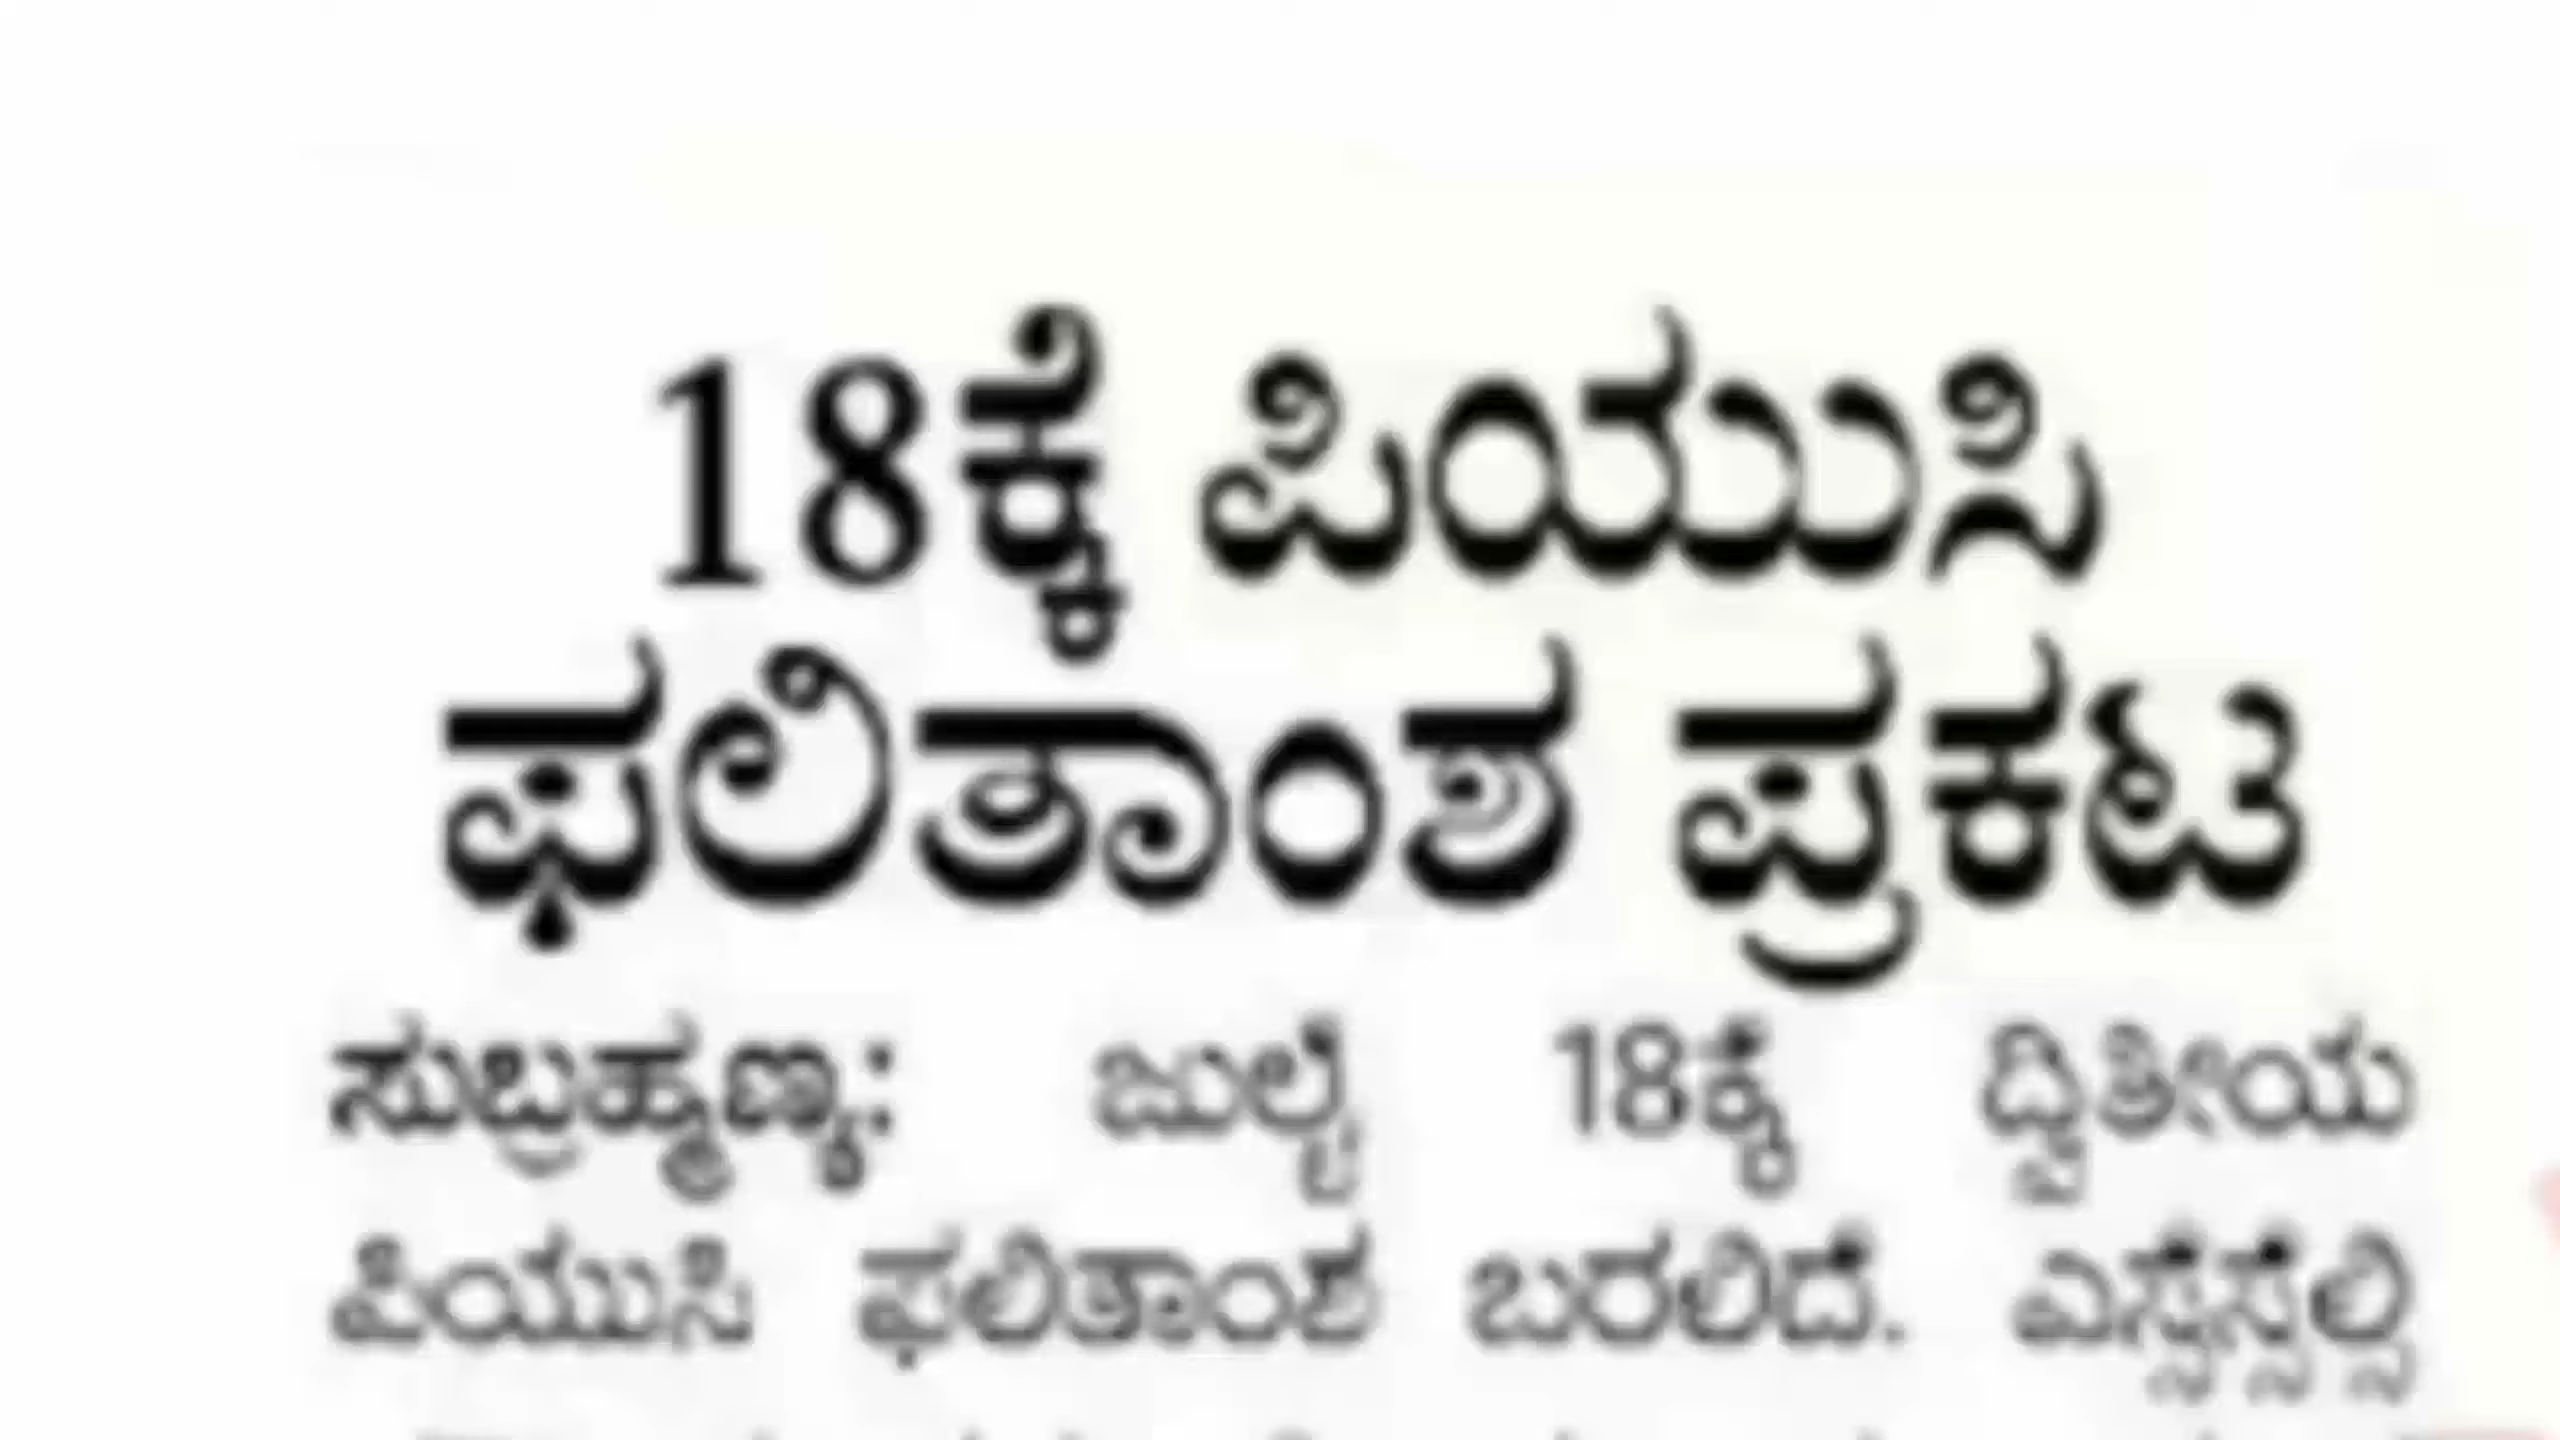 18ಕ್ಕೆ ಪಿಯುಸಿ
ಫಲಿತಾಂಶ ಪ್ರಕಟ
ಸುಬ್ರಹ್ಮಣ್ಯ: ಜುಲೈ 18ಕ್ಕೆ ದ್ವಿತೀಯ
ಪಿಯುಸಿ ಫಲಿತಾಂಶ ಬರಲಿದೆ. ಎಸ್ಸೆಸ್ಸೆಲ್ಸಿ